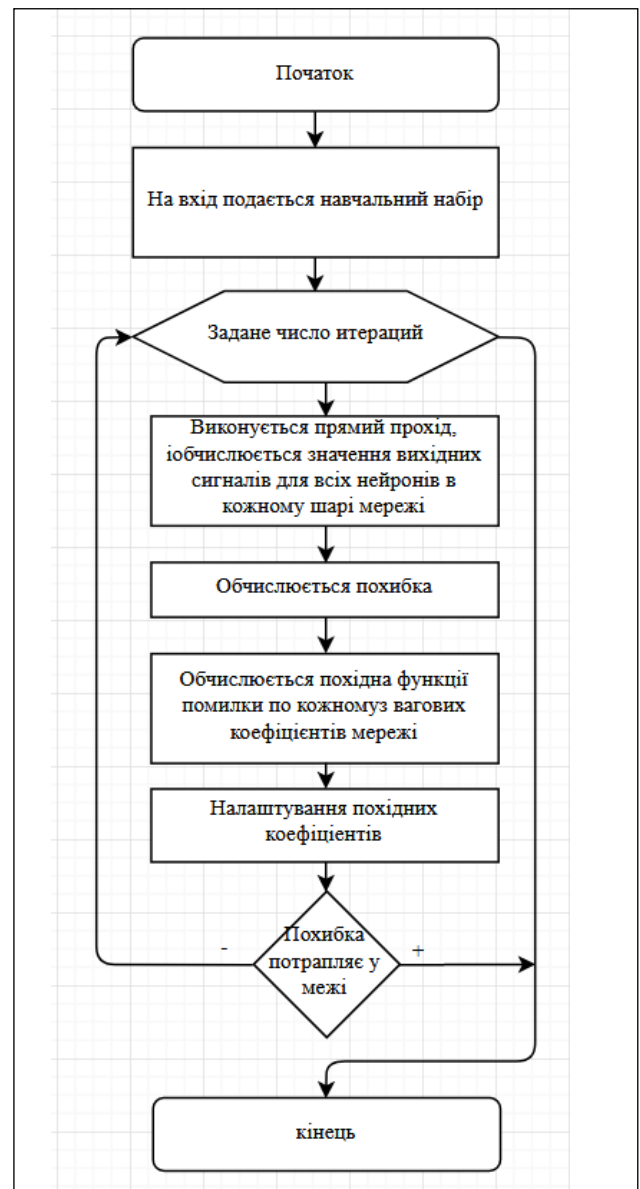 Початок
На вхід подається навчальний набір
Задане число итераций
Виконується прямий прохід,
іобчислюється значення вихідних
сигналів для всіх нейронів в
кожному шарі мережі
Обчислюється похибка
Обчислюється похідна функції
помилки по кожномуз вагових
коефіцієнтів мережі
Налаштування похідних
коефіцієнтів
Похибка
потрапляє у
межі
-
+
кінець